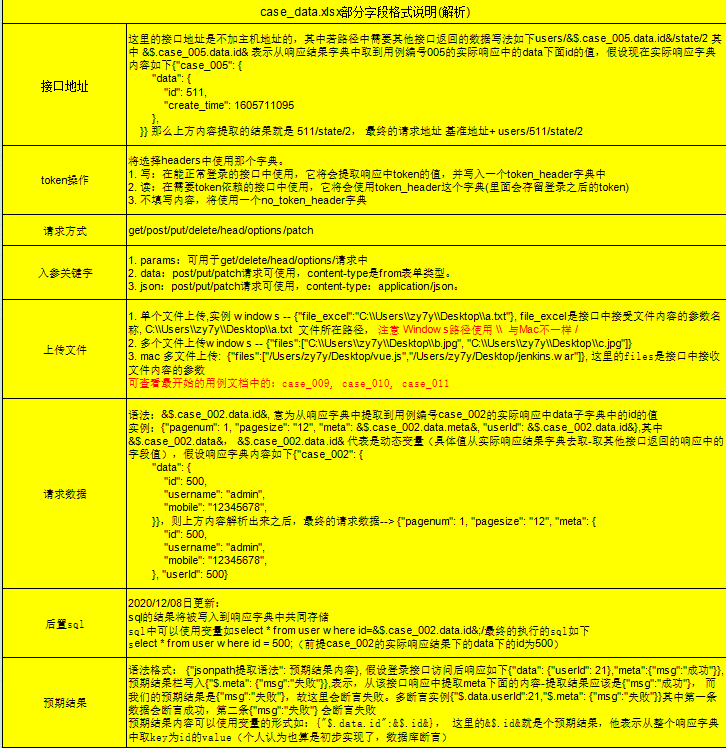 case_data.xlsx部分字段格式说明(解析)
接口地址
这里的接口地址是不加主机地址的，其中若路径中需要其他接口返回的数据写法如下users/&$.case_005.data.id&/state/2 其
中 &$.case_005.data.id& 表示从响应结果字典中取到用例编号005的实际响应中的data下面id的值，假设现在实际响应字典
内容如下{"case_005": {
"data": {
"id": 511,
"create_time": 1605711095
},
}} 那么上方内容提取的结果就是 511/state/2， 最终的请求地址 基准地址+ users/511/state/2
token操作
将选择headers中使用那个字典。
1. 写：在能正常登录的接口中使用，它将会提取响应中token的值，并写入一个token_header字典中
2. 读：在需要token依赖的接口中使用，它将会使用token_header这个字典(里面会存留登录之后的token)
3. 不填写内容，将使用一个no_token_header字典
请求方式
get/post/put/delete/head/options/patch
入参关键字
1. params：可用于get/delete/head/options/请求中
2. data：post/put/patch请求可使用，content-type是from表单类型。
3. json：post/put/patch请求可使用，content-type：application/json。
上传文件
1. 单个文件上传,实例 windows -- {"file_excel":"C:\\Users\\zy7y\\Desktop\\a.txt"}, file_excel是接口中接受文件内容的参数名
称, C:\\Users\\zy7y\\Desktop\\a.txt 文件所在路径， 注意 Windows路径使用 \\ 与Mac不一样 /
2. 多个文件上传windows -- {"files":["C:\\Users\\zy7y\\Desktop\\b.jpg", "C:\\Users\\zy7y\\Desktop\\c.jpg"]}
3. mac 多文件上传: {"files":["/Users/zy7y/Desktop/vue.js","/Users/zy7y/Desktop/jenkins.war"]}, 这里的files是接口中接收
文件内容的参数
可查看最开始的用例文档中的：case_009, case_010, case_011
请求数据
语法：&$.case_002.data.id&, 意为从响应字典中提取到用例编号case_002的实际响应中data子字典中的id的值
实例：{"pagenum": 1, "pagesize": "12", "meta": &$.case_002.data.meta&, "userId": &$.case_002.data.id&},其中
&$.case_002.data&， &$.case_002.data.id& 代表是动态变量（具体值从实际响应结果字典去取-取其他接口返回的响应中的
字段值），假设响应字典内容如下{"case_002": {
"data": {
"id": 500,
"username": "admin",
"mobile": "12345678",
}}，则上方内容解析出来之后，最终的请求数据--> {"pagenum": 1, "pagesize": "12", "meta": {
"id": 500,
"username": "admin",
"mobile": "12345678",
}, "userId": 500}
后置sql
2020/12/08日更新：
sql的结果将被写入到响应字典中共同存储
sql中可以使用变量如select * from user where id=&$.case_002.data.id&;/最终的执行的sql如下
select * from user where id = 500;（前提case_002的实际响应结果下的data下的id为500）
预期结果
语法格式： {"jsonpath提取语法": 预期结果内容}, 假设登录接口访问后响应如下{"data": {"userId": 21},"meta":{"msg":"成功"}},
预期结果栏写入{"$.meta": {"msg":"失败"}},表示，从该接口响应中提取meta下面的内容-提取结果应该是{"msg":"成功"}， 而
我们的预期结果是{"msg":"失败"}，故这里会断言失败。多断言实例{"$.data.userId":21,"$.meta": {"msg":"失败"}}其中第一条
数据会断言成功，第二条{"msg":"失败"} 会断言失败
预期结果内容可以使用变量的形式如：{"$.data.id":&$.id&}， 这里的&$.id&就是个预期结果，他表示从整个响应字典
中取key为id的value（个人认为也算是初步实现了，数据库断言）